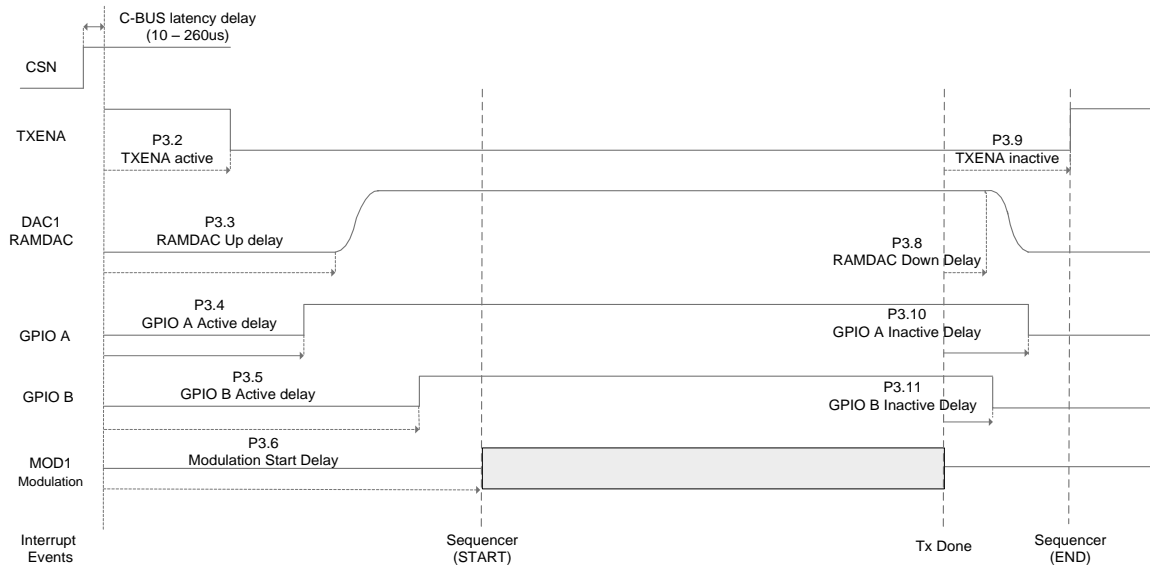 C-BUS latency delay
(10 – 260us)
CSN
TXENA
P3.2
TXENA active
P3.9
TXENA inactive
DAC1
RAMDAC
P3.3
RAMDAC Up delay
P3.8
RAMDAC Down Delay
P3.4
GPIO A Active delay
P3.10
GPIO A Inactive Delay
GPIO A
P3.5
GPIO B Active delay
P3.11
GPIO B Inactive Delay
GPIO B
P3.6
Modulation Start Delay
MOD1
Modulation
Interrupt
Events
Sequencer
(START)
Tx Done
Sequencer
(END)